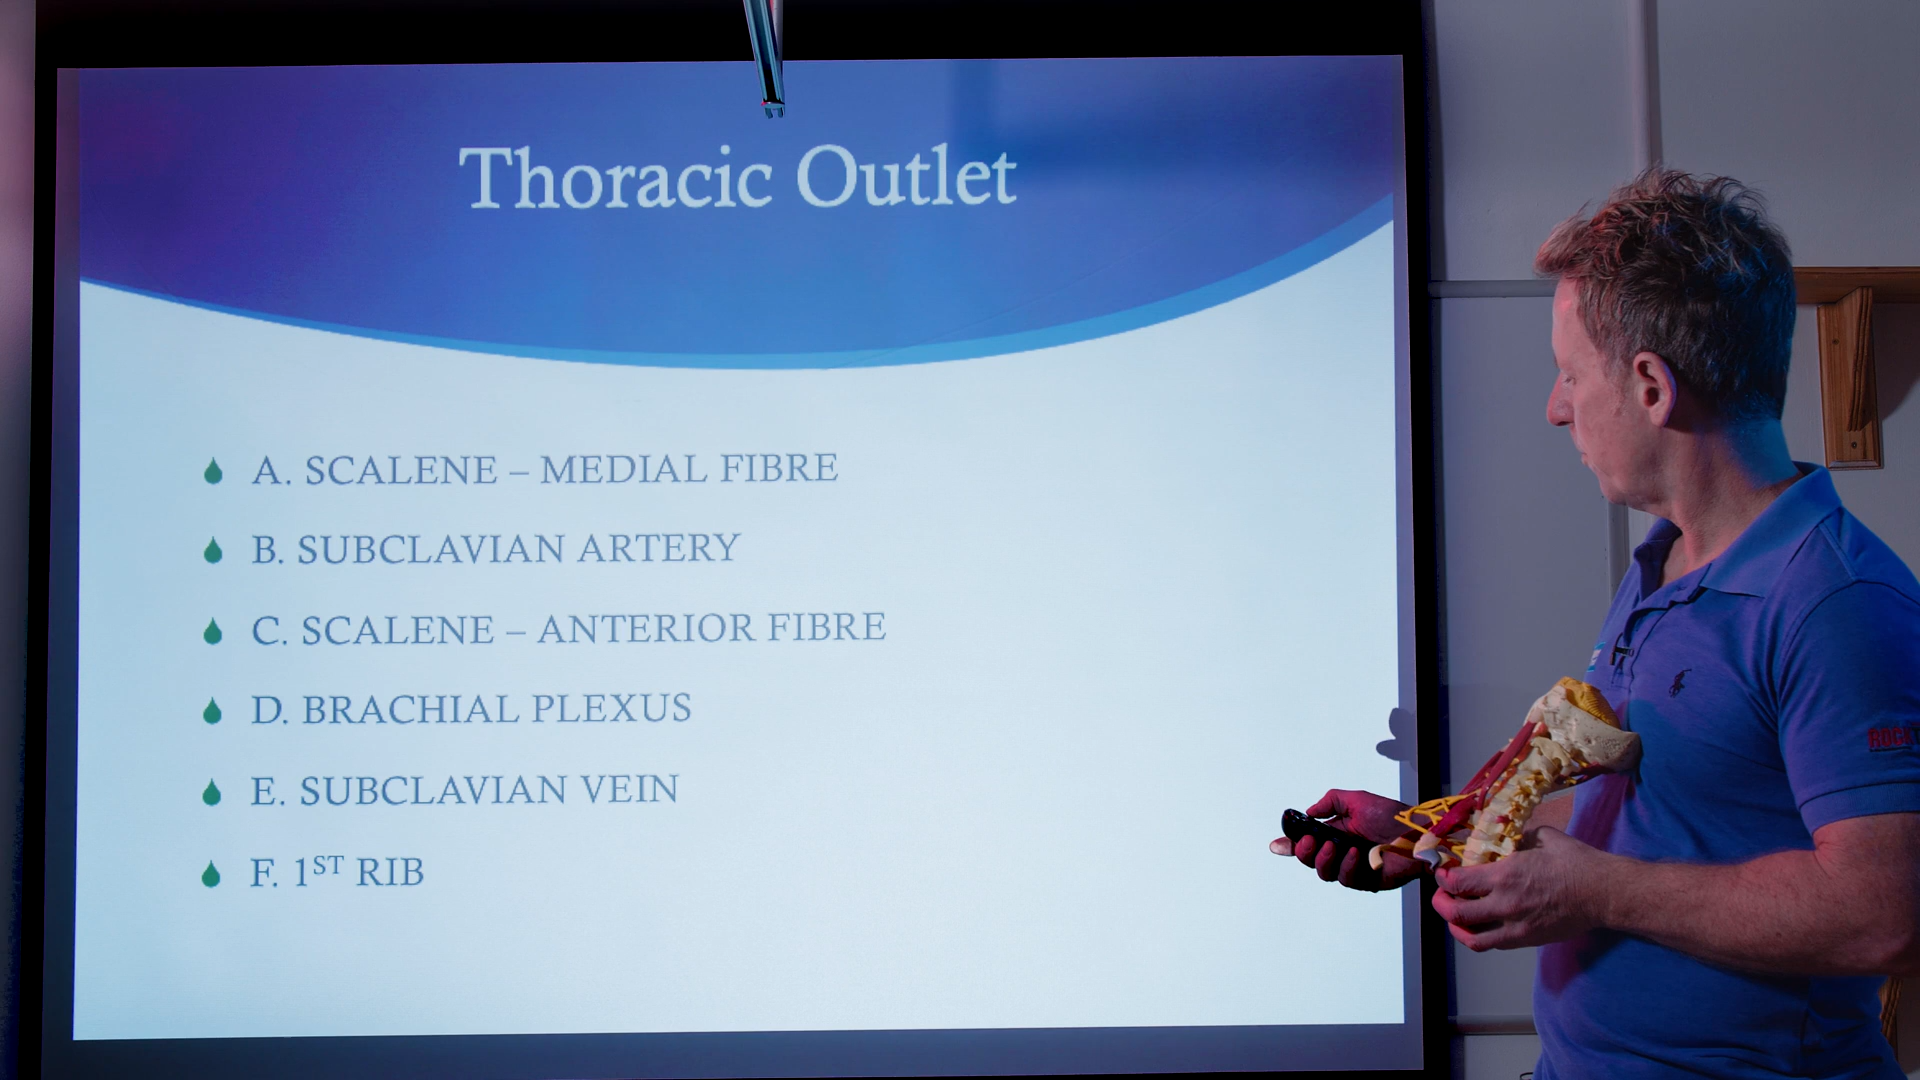 Thoracic Outlet
A. SCALENE – MEDIAL FIBRE
B. SUBCLAVIAN ARTERY
C. SCALENE – ANTERIOR FIBRE
D. BRACHIAL PLEXUS
E. SUBCLAVIAN VEIN
F. 1ST RIB